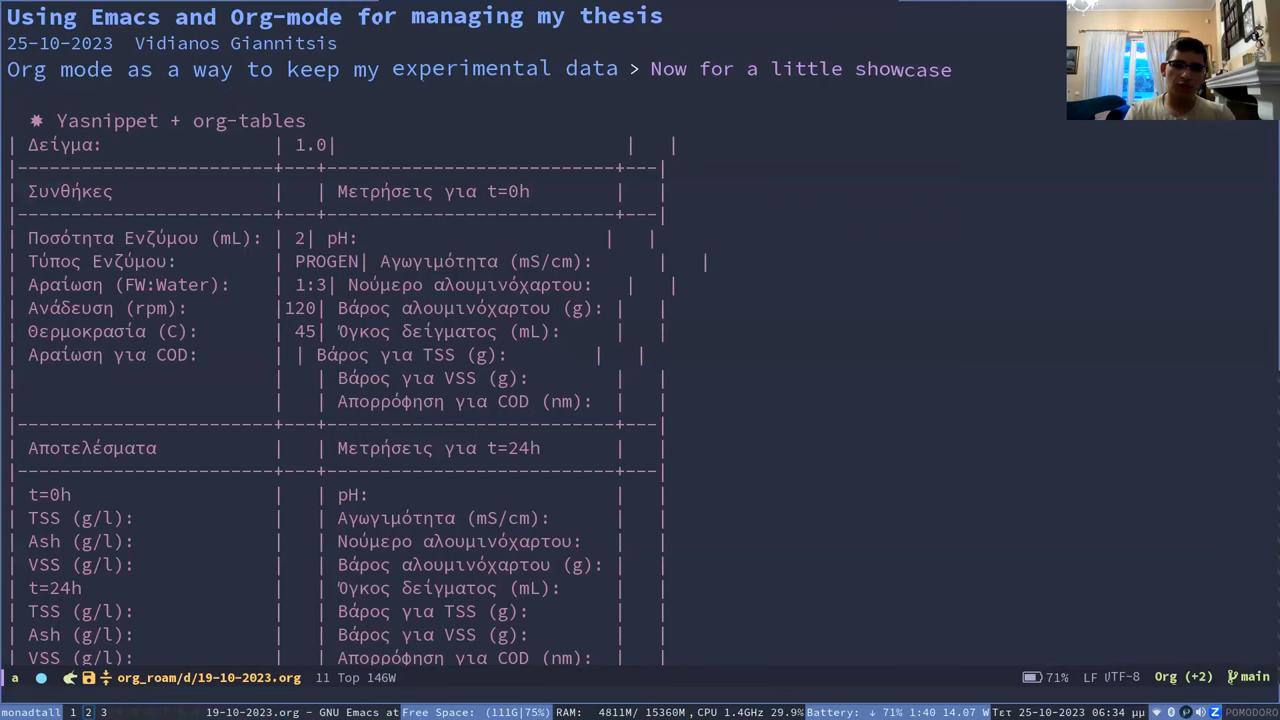 Using Emacs and Org-mode for managing my thesis
25-10-2023  Vidianos Giannitsis
Org mode as a way to keep my experimental data > Now for a little showcase
✸ Yasnippet + org-tables
| Δείγμα:                 | 1.0|                            |   |
|------------------------+---+----------------------------+---|
| Συνθήκες                |   | Μετρήσεις για t=0h        |   |
|------------------------+---+----------------------------+---|
| Ποσότητα Ενζύμου (mL): | 2| pH:                        |   |
| Τύπος Ενζύμου:          | PROGEN| Αγωγιμότητα (mS/cm):       |   |
| Αραίωση (FW:Water):     | 1:3| Νούμερο αλουμινόχαρτου:    |   |
| Ανάδευση (rpm):         |120| Βάρος αλουμινόχαρτου (g): |   |
| Θερμοκρασία (C):        | 45| Όγκος δείγματος (mL):      |   |
| Αραίωση για COD:        | | Βάρος για TSS (g):         |   |
|                         |   | Βάρος για VSS (g):         |   |
|                         |   | Απορρόφηση για COD (nm):   |   |
|------------------------+---+----------------------------+---|
| Αποτελέσματα            |   | Μετρήσεις για t=24h       |   |
|------------------------+---+----------------------------+---|
| t=0h                    |   | pH:                        |   |
| TSS (g/l):              |   | Αγωγιμότητα (mS/cm):       |   |
| Ash (g/l):              |   | Νούμερο αλουμινόχαρτου:    |   |
| VSS (g/l):              |   | Βάρος αλουμινόχαρτου (g): |   |
| t=24h                   |   | Όγκος δείγματος (mL):      |   |
| TSS (g/l):              |   | Βάρος για TSS (g):         |   |
| Ash (g/l):              |   | Βάρος για VSS (g):         |   |
| VSS (g/l):              |   | Απορρόφηση για COD (nm):   |   |
a org_roam/d/19-10-2023.org  11 Top 146W  71%  LF UTF-8  Org (+2)  main
monadtall 1 2 3  19-10-2023.org - GNU Emacs at Free Space: (111G|75%) RAM: 4811M/ 15360M, CPU 1.4GHz 29.9% Battery: ↓ 71% 1:40 14.07 W Τετ 25-10-2023 06:34 μμ Z POMODORO